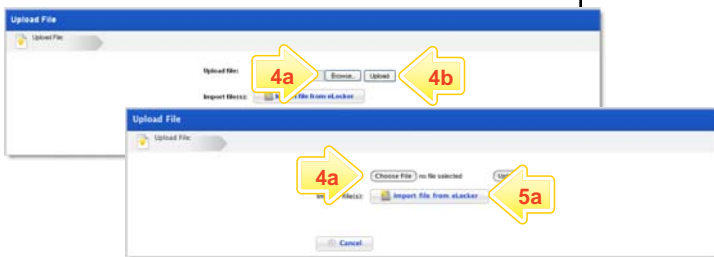 Upload File
Upload File
Upload file: 4a Browse... Upload 4b
Import file(s): file from eLocker
Upload File
Upload File
4a Choose File no file selected
file(s): Import file from eLocker 5a
Cancel